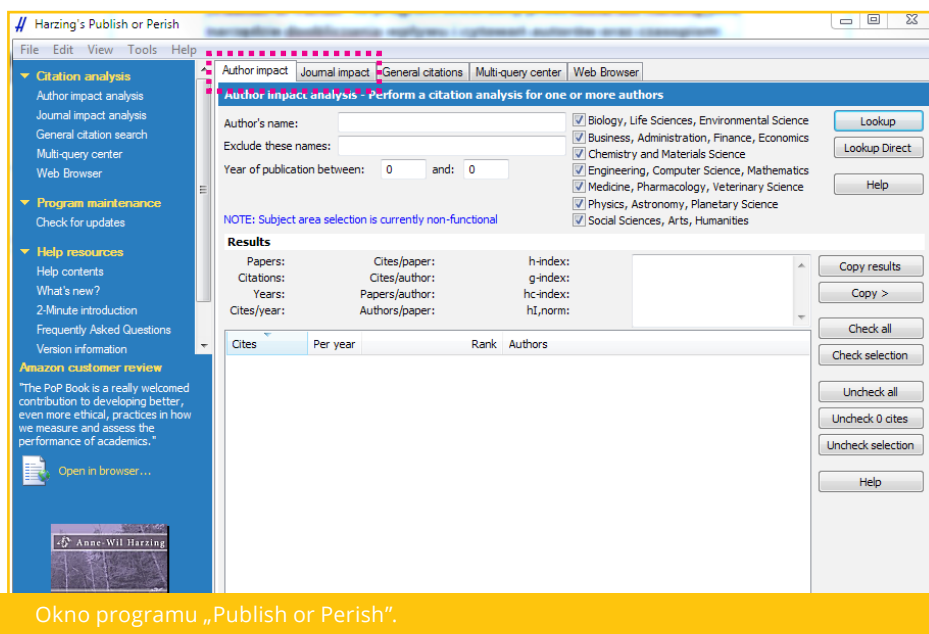 Harzing's Publish or Perish
File Edit View Tools Help
Citation analysis
Author impact analysis
Journal impact analysis
General citation search
Multi-query center
Web Browser
Program maintenance
Check for updates
Help resources
Help contents
What's new?
2-Minute introduction
Frequently Asked Questions
Version information
Amazon customer review
"The PoP Book is a really welcomed
contribution to developing better,
even more ethical, practices in how
we measure and assess the
performance of academics."
Open in browser...
Anne-Wil Harzing
Author impact Journal impact General citations Multi-query center Web Browser
Author impact analysis - Perform a citation analysis for one or more authors
Author's name:
Exclude these names:
Year of publication between: 0 and: 0
NOTE: Subject area selection is currently non-functional
Biology, Life Sciences, Environmental Science
Business, Administration, Finance, Economics
Chemistry and Materials Science
Engineering, Computer Science, Mathematics
Medicine, Pharmacology, Veterinary Science
Physics, Astronomy, Planetary Science
Social Sciences, Arts, Humanities
Lookup
Lookup Direct
Help
Results
Papers: Cites/paper: h-index:
Citations: Cites/author: g-index:
Years: Papers/author: hc-index:
Cites/year: Authors/paper: hI,norm:
Cites Per year Rank Authors
Copy results
Copy >
Check all
Check selection
Uncheck all
Uncheck 0 cites
Uncheck selection
Help
Okno programu „Publish or Perish”.